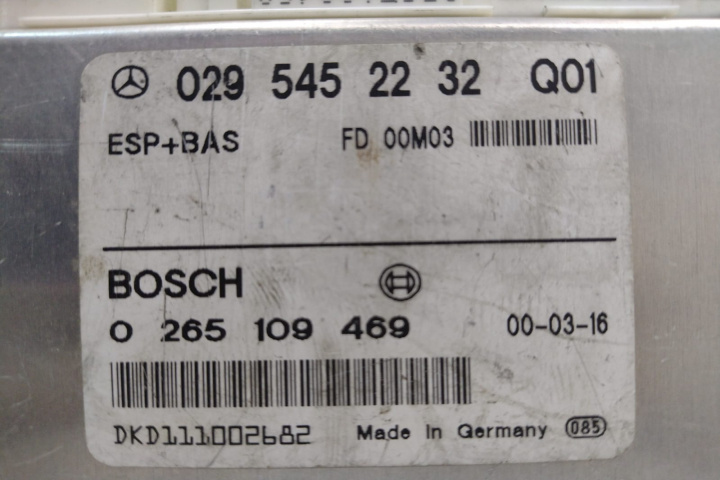 029 545 22 32 Q01
ESP+BAS FD 00M03
BOSCH
0 265 109 469 00-03-16
DKD111002682 Made in Germany 085